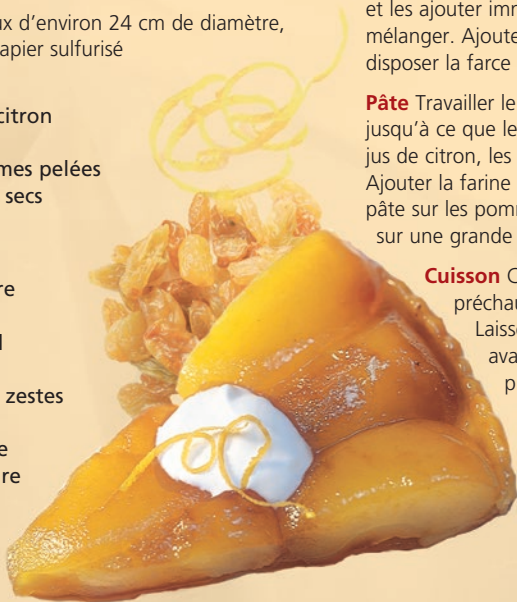 ux d'environ 24 cm de diamètre,
apier sulfurisé
citron
mes pelées
secs
re
l
zestes
e
re
et les ajouter imm
mélanger. Ajoute
disposer la farce
Pâte Travailler le
jusqu'à ce que le
jus de citron, les
Ajouter la farine
pâte sur les pomm
sur une grande
Cuisson C
préchau
Laisse
ava
p